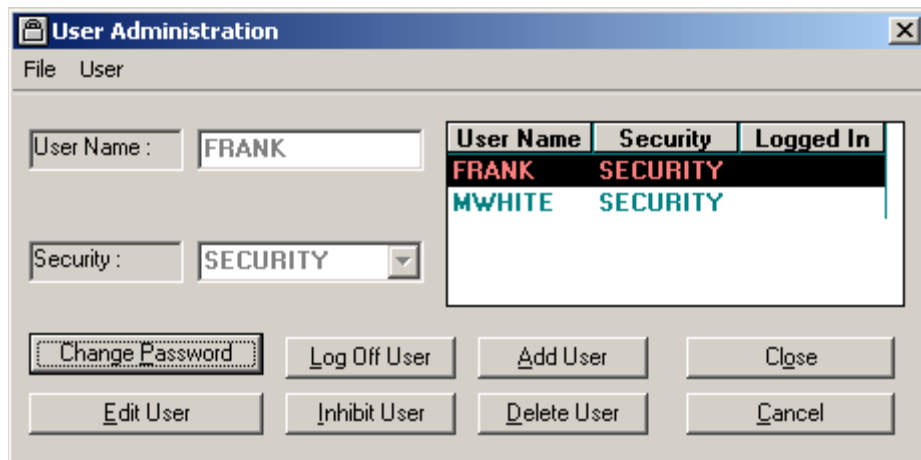 User Administration
File User
User Name :
FRANK
Security :
SECURITY
User Name Security Logged In
FRANK SECURITY
MWHITE SECURITY
Change Password Log Off User Add User Close
Edit User Inhibit User Delete User Cancel